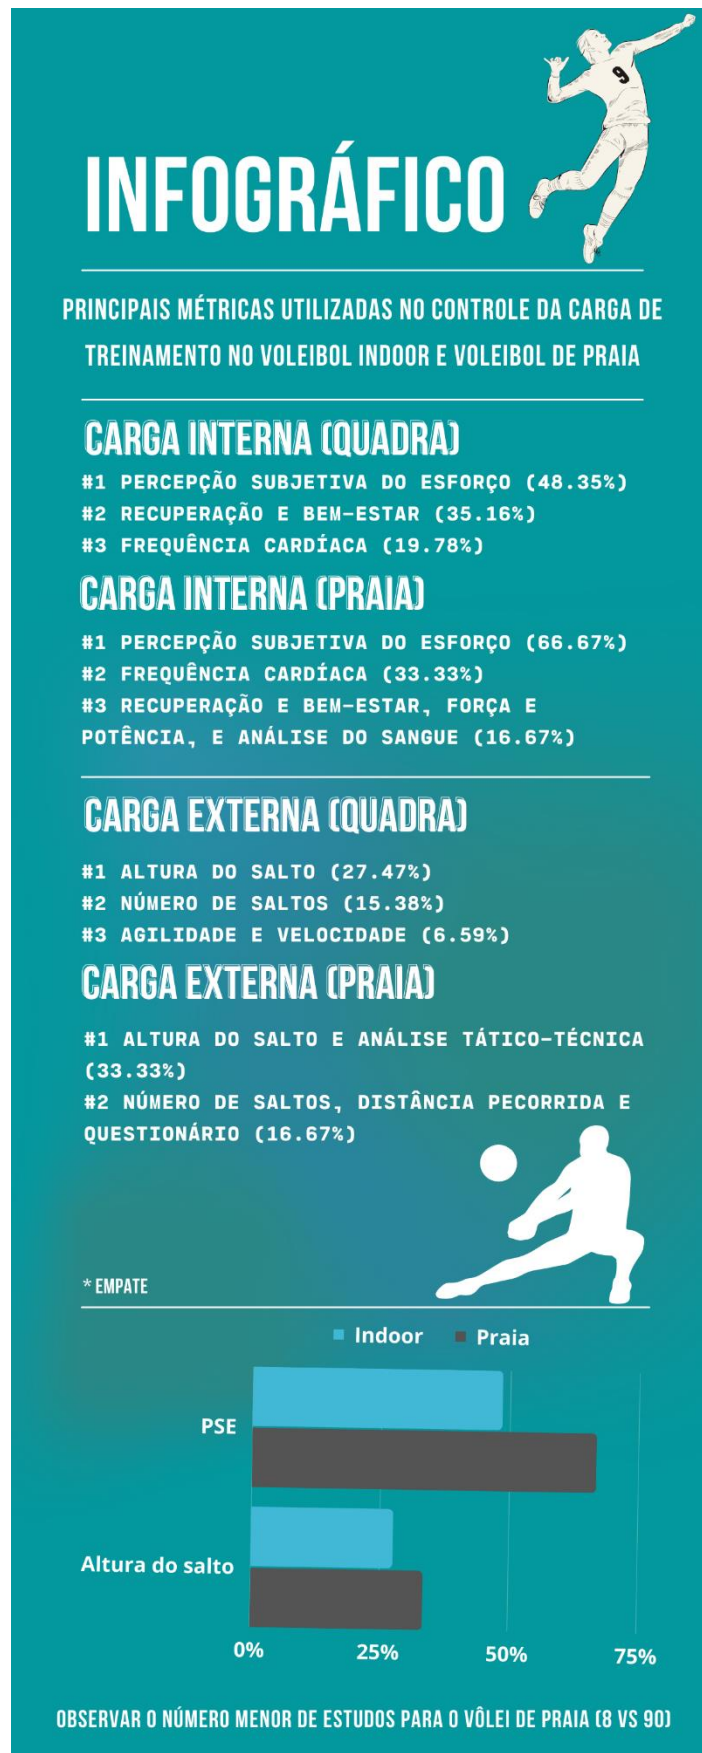 9
INFOGRÁFICO
PRINCIPAIS MÉTRICAS UTILIZADAS NO CONTROLE DA CARGA DE
TREINAMENTO NO VOLEIBOL INDOOR E VOLEIBOL DE PRAIA
CARGA INTERNA (QUADRA)
#1 PERCEPÇÃO SUBJETIVA DO ESFORÇO (48.35%)
#2 RECUPERAÇÃO E BEM-ESTAR (35.16%)
#3 FREQUÊNCIA CARDÍACA (19.78%)
CARGA INTERNA (PRAIA)
#1 PERCEPÇÃO SUBJETIVA DO ESFORÇO (66.67%)
#2 FREQUÊNCIA CARDÍACA (33.33%)
#3 RECUPERAÇÃO E BEM-ESTAR, FORÇA E
POTÊNCIA, E ANÁLISE DO SANGUE (16.67%)
CARGA EXTERNA (QUADRA)
#1 ALTURA DO SALTO (27.47%)
#2 NÚMERO DE SALTOS (15.38%)
#3 AGILIDADE E VELOCIDADE (6.59%)
CARGA EXTERNA (PRAIA)
#1 ALTURA DO SALTO E ANÁLISE TÁTICO-TÉCNICA
(33.33%)
#2 NÚMERO DE SALTOS, DISTÂNCIA PECORRIDA E
QUESTIONÁRIO (16.67%)
* EMPATE
Indoor Praia
PSE
Altura do salto
0% 25% 50% 75%
OBSERVAR O NÚMERO MENOR DE ESTUDOS PARA O VÔLEI DE PRAIA (8 VS 90)